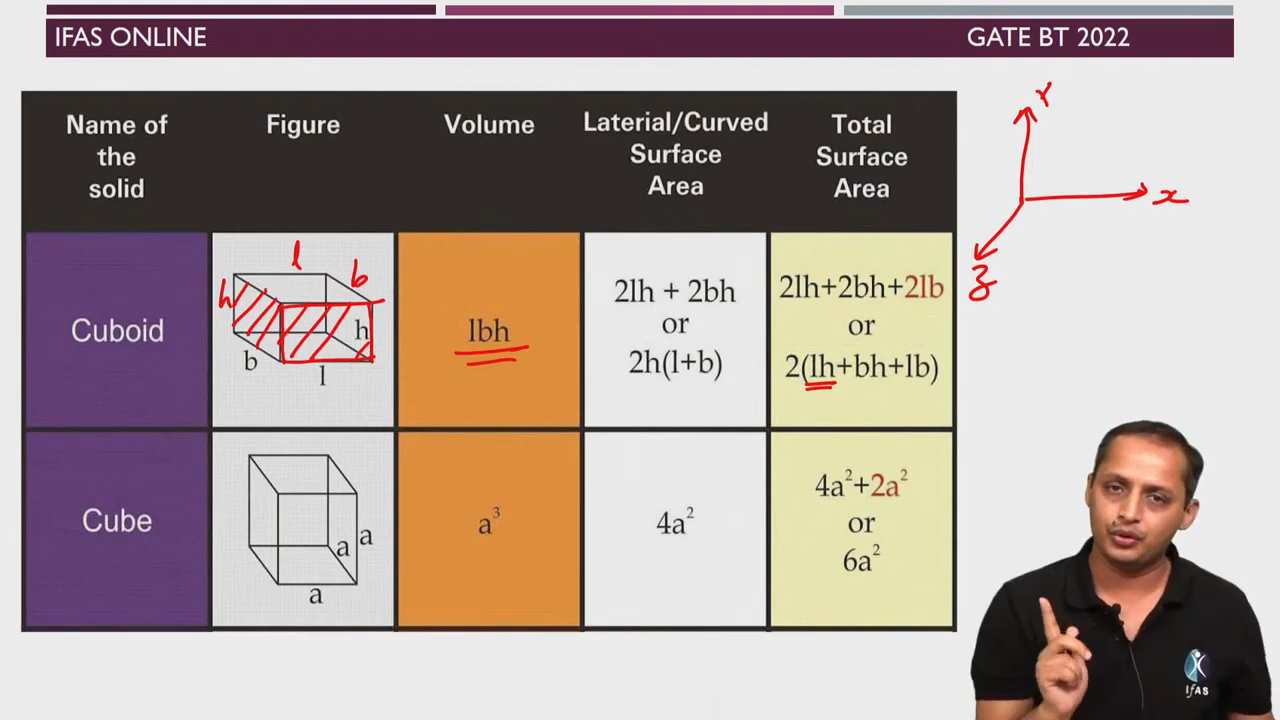 IFAS ONLINE
GATE BT 2022
Name of
the
solid
Figure
Volume
Laterial/Curved
Surface
Area
Total
Surface
Area
Y
x
z
Cuboid
l
b
h
h
b
l
lbh
2lh + 2bh
or
2h(l+b)
2lh+2bh+2lb
or
2(lh+bh+lb)
Cube
a
a
a
a³
4a²
4a²+2a²
or
6a²
IfAS